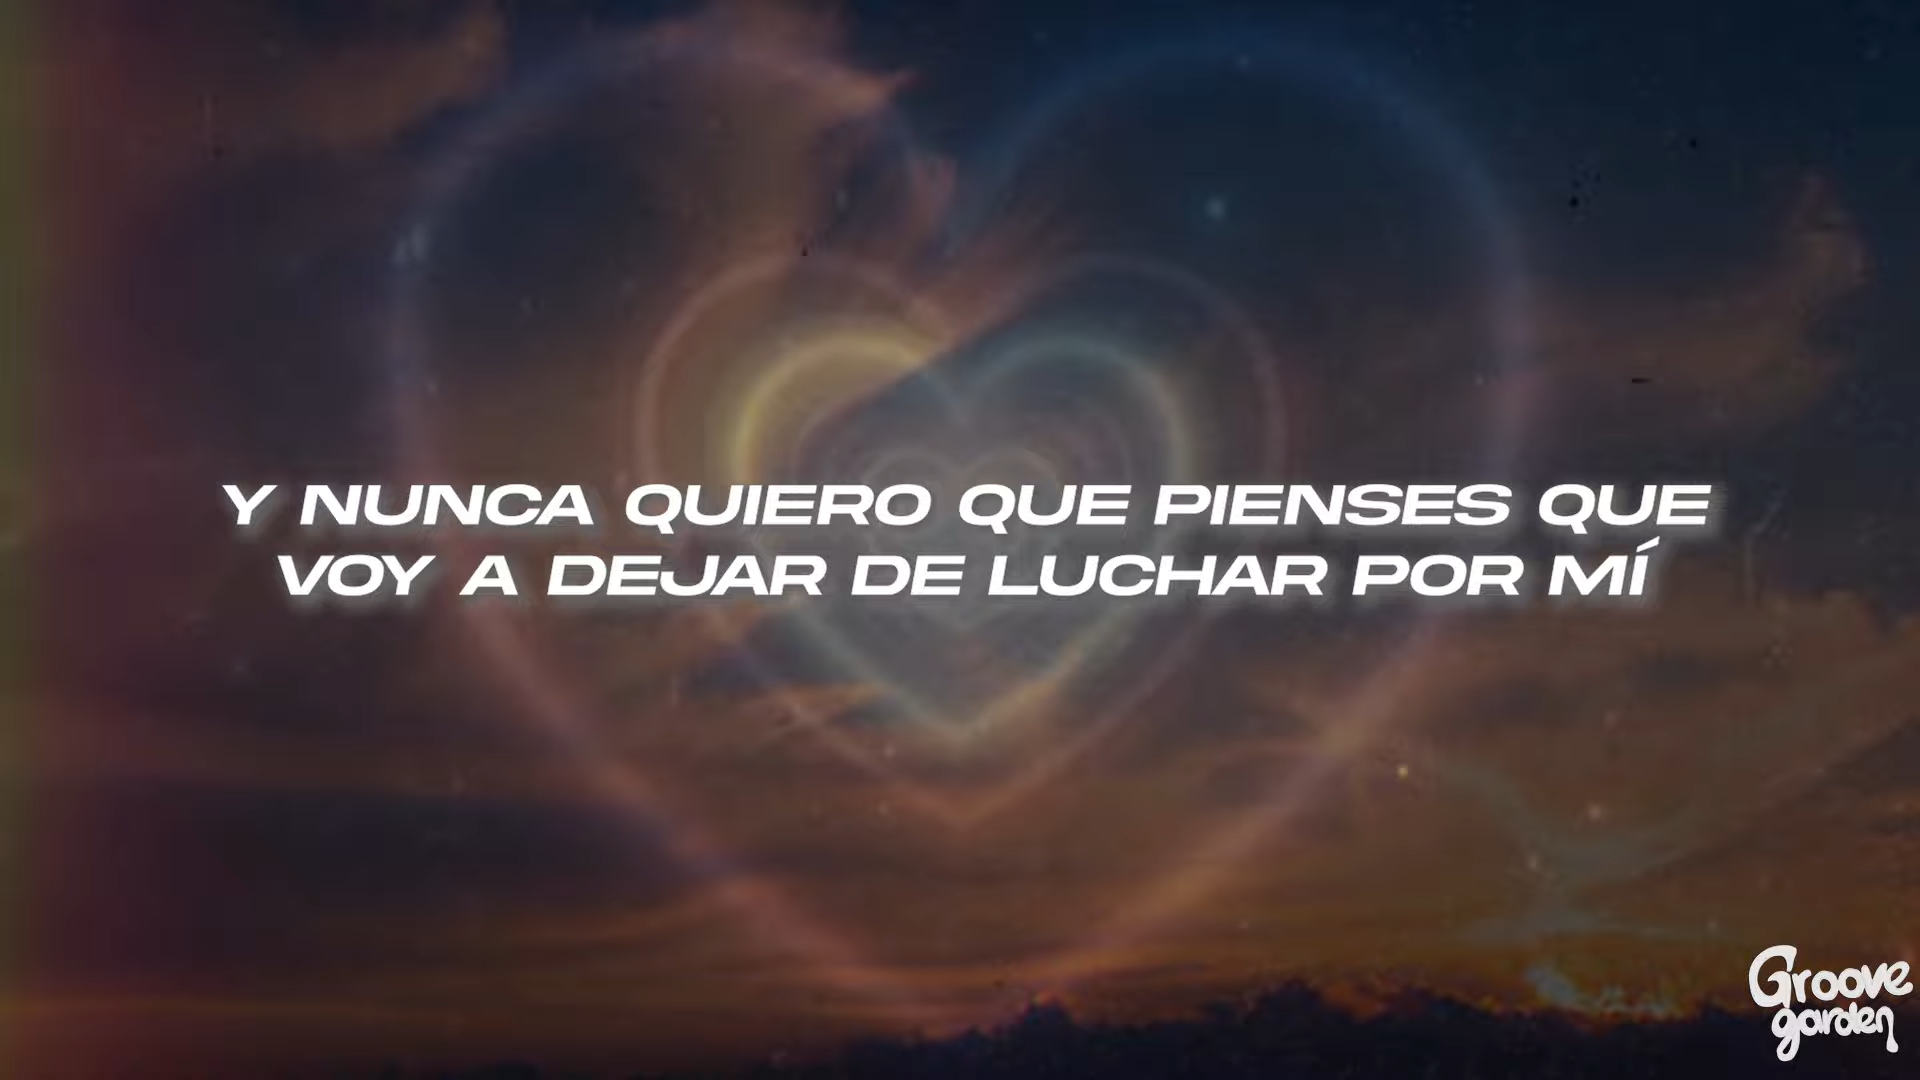 Y NUNCA QUIERO QUE PIENSES QUE
VOY A DEJAR DE LUCHAR POR MÍ
Groove
garden